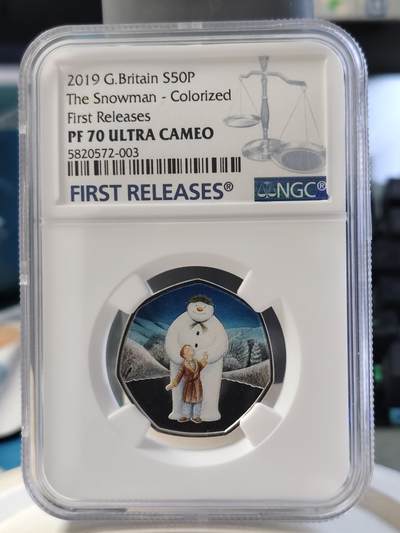 2019 G.Britain S50P
The Snowman - Colorized
First Releases
PF 70 ULTRA CAMEO
5820572-003
FIRST RELEASES®
NGC®